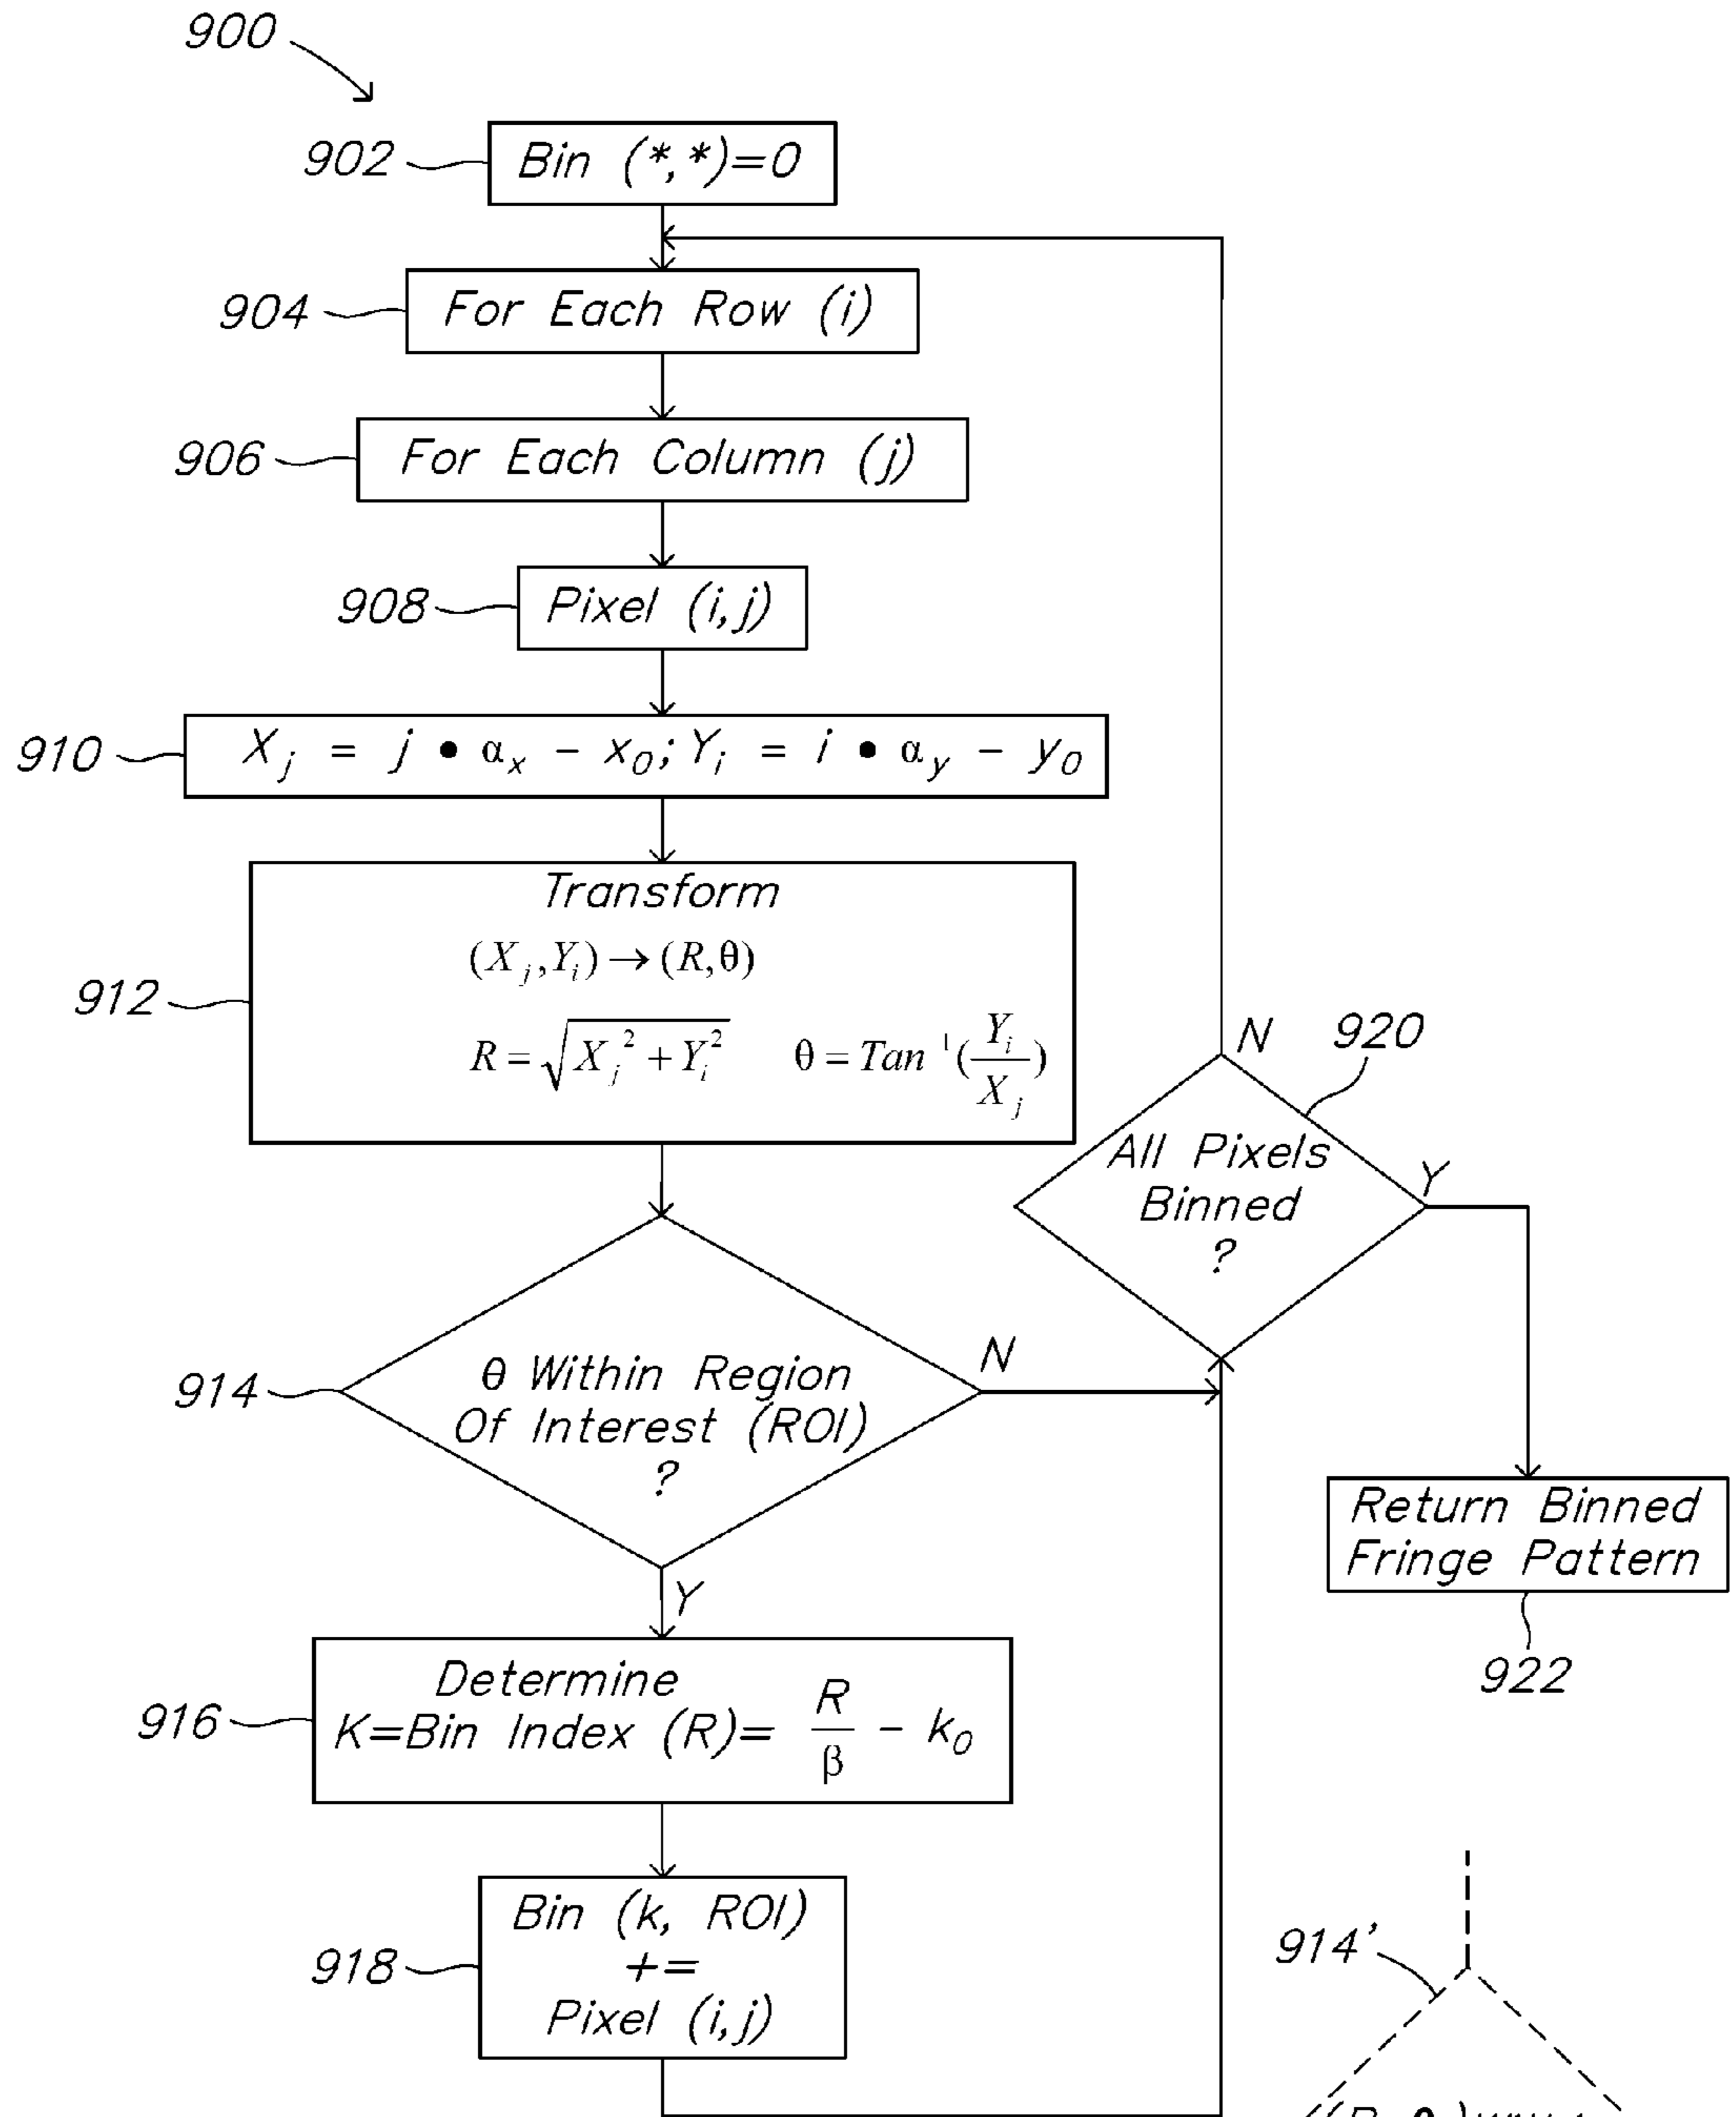 900
902
Bin (*,*)=0
904
For Each Row (i)
906
For Each Column (j)
908
Pixel (i,j)
910
X_j = j • α_x – x_0; Y_i = i • α_y – y_0
912
Transform
(X_j, Y_i) → (R, θ)
R = √(X_j² + Y_i²) θ = Tan ¹(Y_i / X_j)
914
θ Within Region
Of Interest (ROI)
?
N
Y
916
Determine
K=Bin Index (R)= R/β – k_0
918
Bin (k, ROI)
+=
Pixel (i,j)
920
All Pixels
Binned
?
N
Y
Return Binned
Fringe Pattern
922
914'